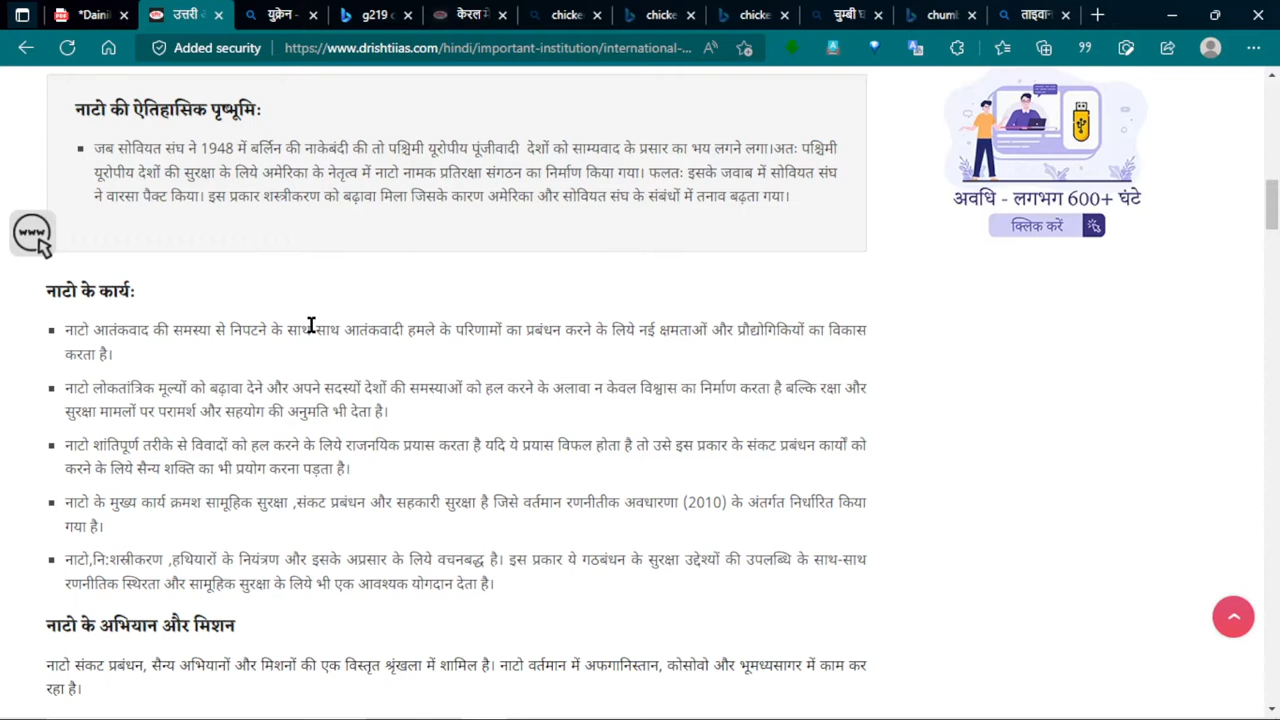 *Daini
उत्तरी
युक्रेन -
g219 c
केरल में
chicke
chicke
chicke
चुम्बी घ
chumb
ताइवान
Added security
https://www.drishtiias.com/hindi/important-institution/international-...
नाटो की ऐतिहासिक पृष्भूमि:
जब सोवियत संघ ने 1948 में बर्लिन की नाकेबंदी की तो पश्चिमी यूरोपीय पूंजीवादी देशों को साम्यवाद के प्रसार का भय लगने लगा।अतः पश्चिमी
यूरोपीय देशों की सुरक्षा के लिये अमेरिका के नेतृत्त्व में नाटो नामक प्रतिरक्षा संगठन का निर्माण किया गया। फलतः इसके जवाब में सोवियत संघ
ने वारसा पैक्ट किया। इस प्रकार शस्त्रीकरण को बढ़ावा मिला जिसके कारण अमेरिका और सोवियत संघ के संबंधों में तनाव बढ़ता गया।
अवधि - लगभग 600+ घंटे
क्लिक करें
www
नाटो के कार्य:
नाटो आतंकवाद की समस्या से निपटने के साथ-साथ आतंकवादी हमले के परिणामों का प्रबंधन करने के लिये नई क्षमताओं और प्रौद्योगिकियों का विकास
करता है।
नाटो लोकतांत्रिक मूल्यों को बढ़ावा देने और अपने सदस्यों देशों की समस्याओं को हल करने के अलावा न केवल विश्वास का निर्माण करता है बल्कि रक्षा और
सुरक्षा मामलों पर परामर्श और सहयोग की अनुमति भी देता है।
नाटो शांतिपूर्ण तरीके से विवादों को हल करने के लिये राजनयिक प्रयास करता है यदि ये प्रयास विफल होता है तो उसे इस प्रकार के संकट प्रबंधन कार्यों को
करने के लिये सैन्य शक्ति का भी प्रयोग करना पड़ता है।
नाटो के मुख्य कार्य क्रमश सामूहिक सुरक्षा ,संकट प्रबंधन और सहकारी सुरक्षा है जिसे वर्तमान रणनीतीक अवधारणा (2010) के अंतर्गत निर्धारित किया
गया है।
नाटो,नि:शस्रीकरण ,हथियारों के नियंत्रण और इसके अप्रसार के लिये वचनबद्ध है। इस प्रकार ये गठबंधन के सुरक्षा उद्देश्यों की उपलब्धि के साथ-साथ
रणनीतिक स्थिरता और सामूहिक सुरक्षा के लिये भी एक आवश्यक योगदान देता है।
नाटो के अभियान और मिशन
नाटो संकट प्रबंधन, सैन्य अभियानों और मिशनों की एक विस्तृत श्रृंखला में शामिल है। नाटो वर्तमान में अफगानिस्तान, कोसोवो और भूमध्यसागर में काम कर
रहा है।